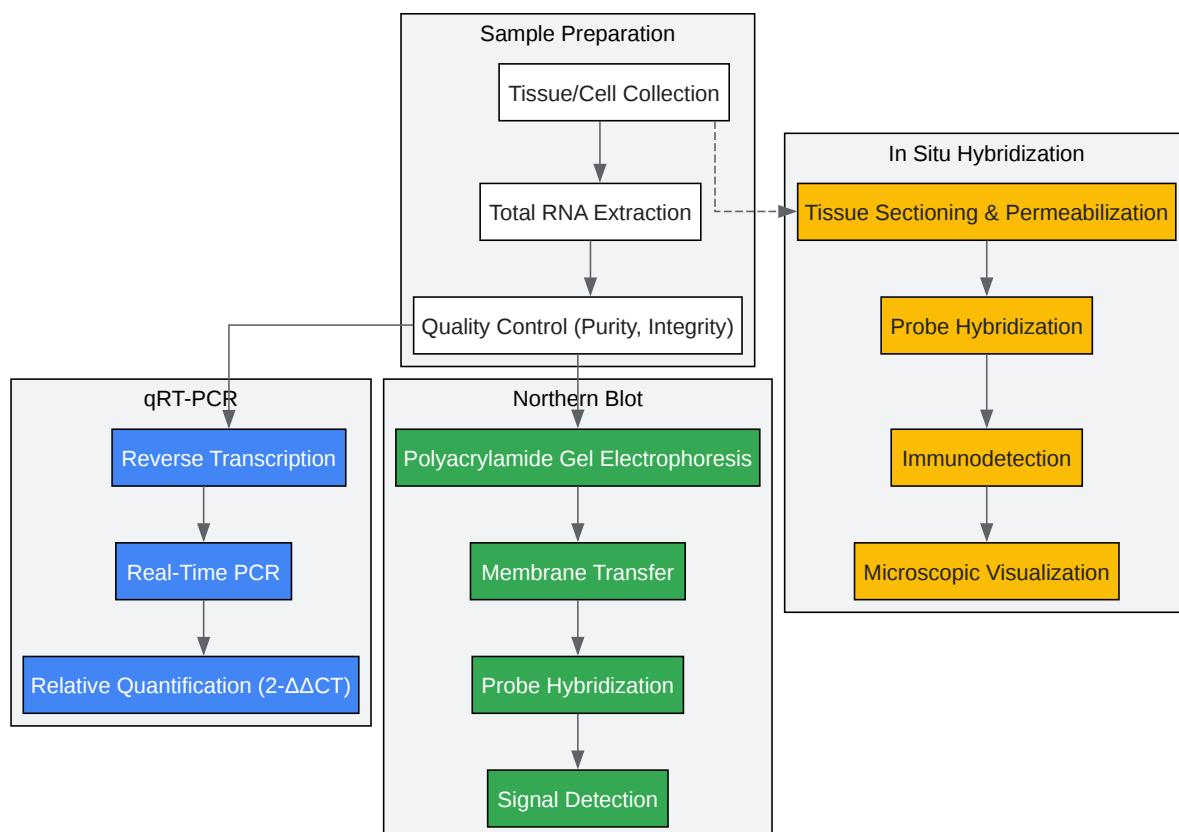 Sample Preparation
Tissue/Cell Collection
Total RNA Extraction
Quality Control (Purity, Integrity)
In Situ Hybridization
Tissue Sectioning & Permeabilization
Probe Hybridization
Immunodetection
Microscopic Visualization
qRT-PCR
Reverse Transcription
Real-Time PCR
Relative Quantification (2-ΔΔCT)
Northern Blot
Polyacrylamide Gel Electrophoresis
Membrane Transfer
Probe Hybridization
Signal Detection